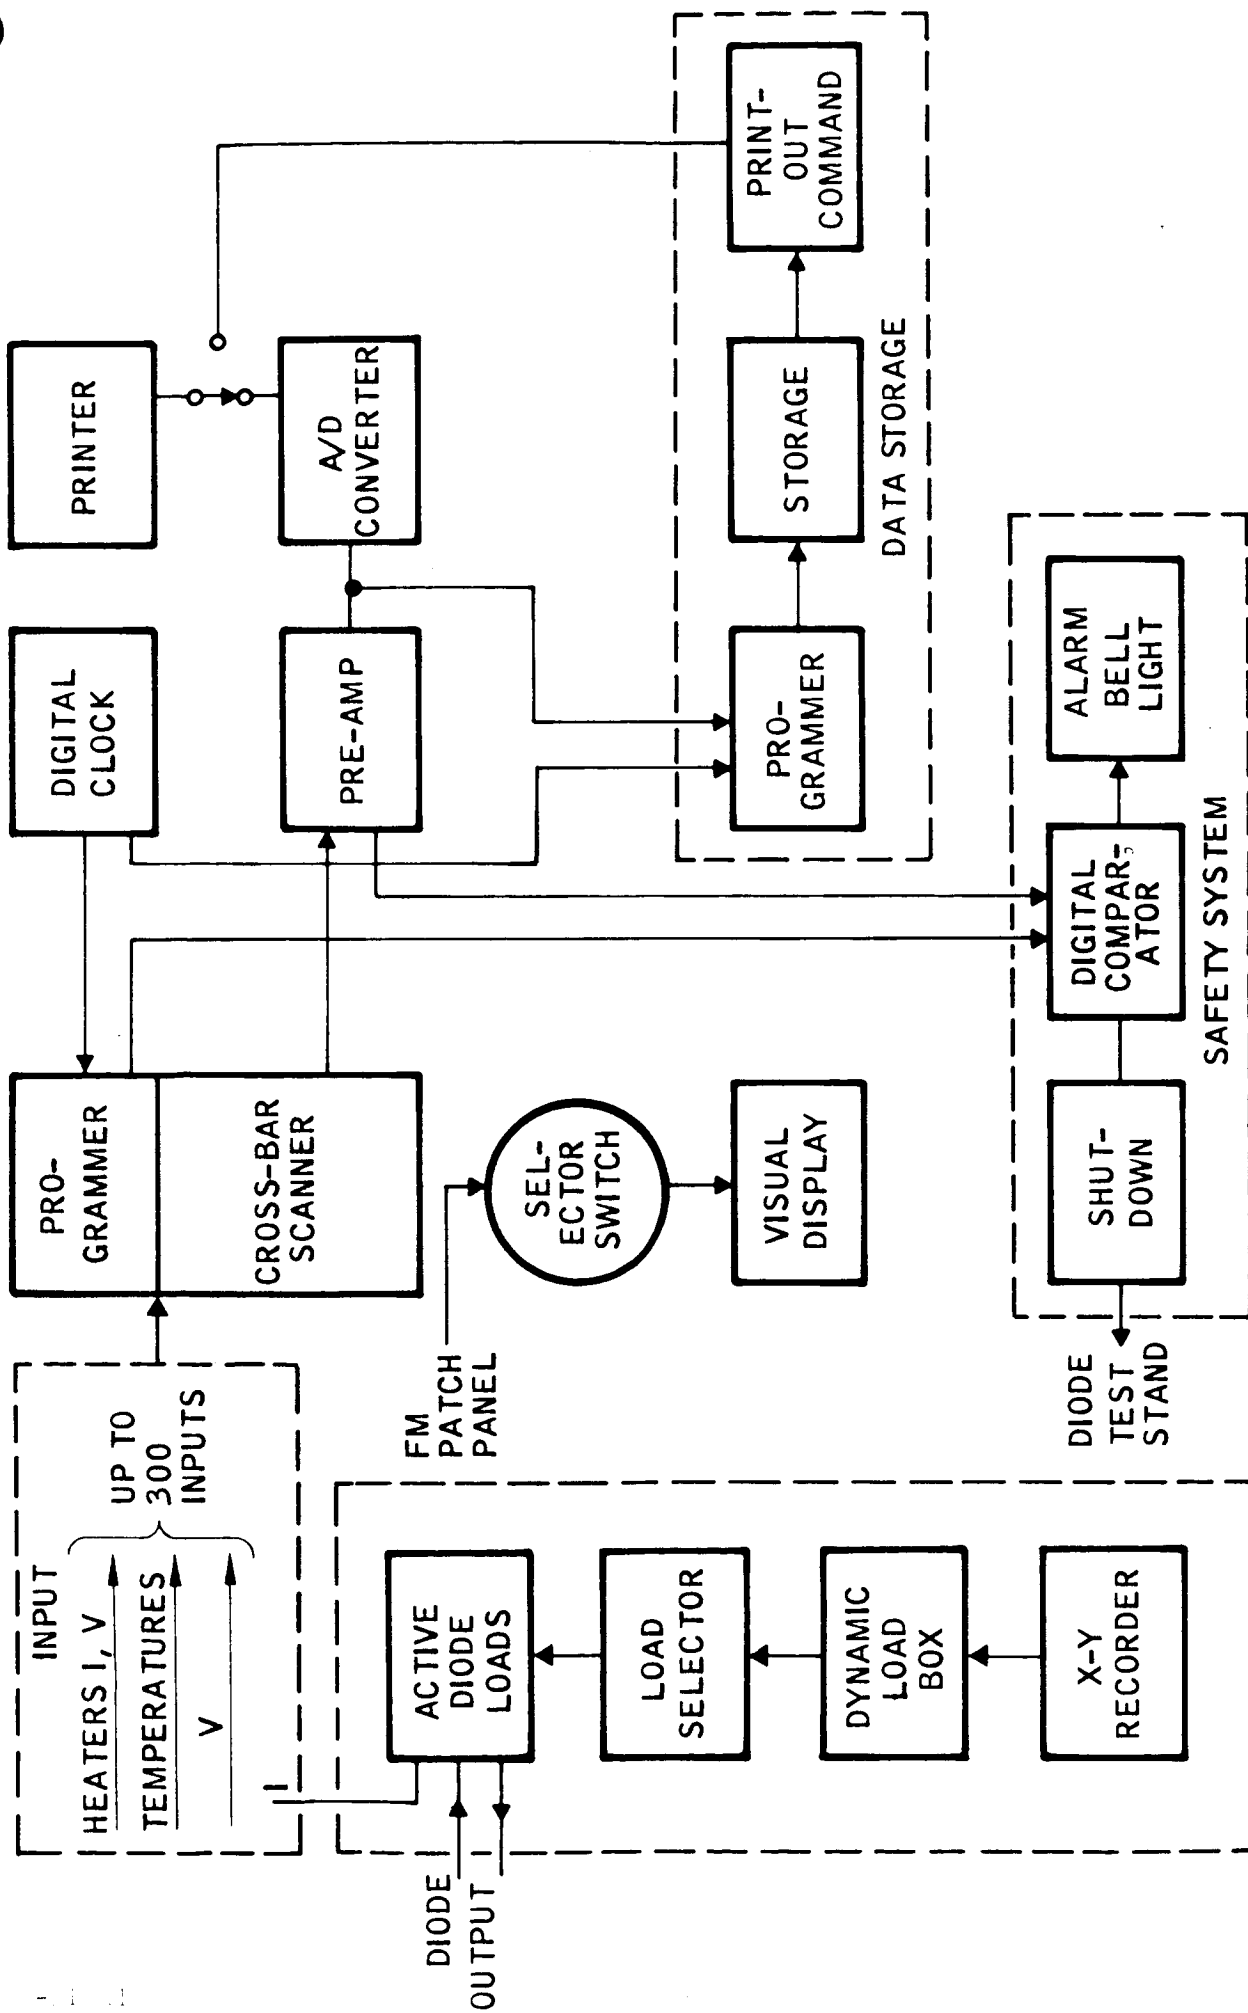 INPUT
HEATERS I, V
TEMPERATURES
V
I
UP TO
300
INPUTS
PRO-
GRAMMER
CROSS-BAR
SCANNER
DIGITAL
CLOCK
PRINTER
PRE-AMP
A/D
CONVERTER
FM
PATCH
PANEL
SEL-
ECTOR
SWITCH
VISUAL
DISPLAY
PRO-
GRAMMER
STORAGE
PRINT-
OUT
COMMAND
DATA STORAGE
DIODE
OUTPUT
ACTIVE
DIODE
LOADS
LOAD
SELECTOR
DYNAMIC
LOAD
BOX
X-Y
RECORDER
DIODE
TEST
STAND
SHUT-
DOWN
DIGITAL
COMPAR-
ATOR
ALARM
BELL
LIGHT
SAFETY SYSTEM